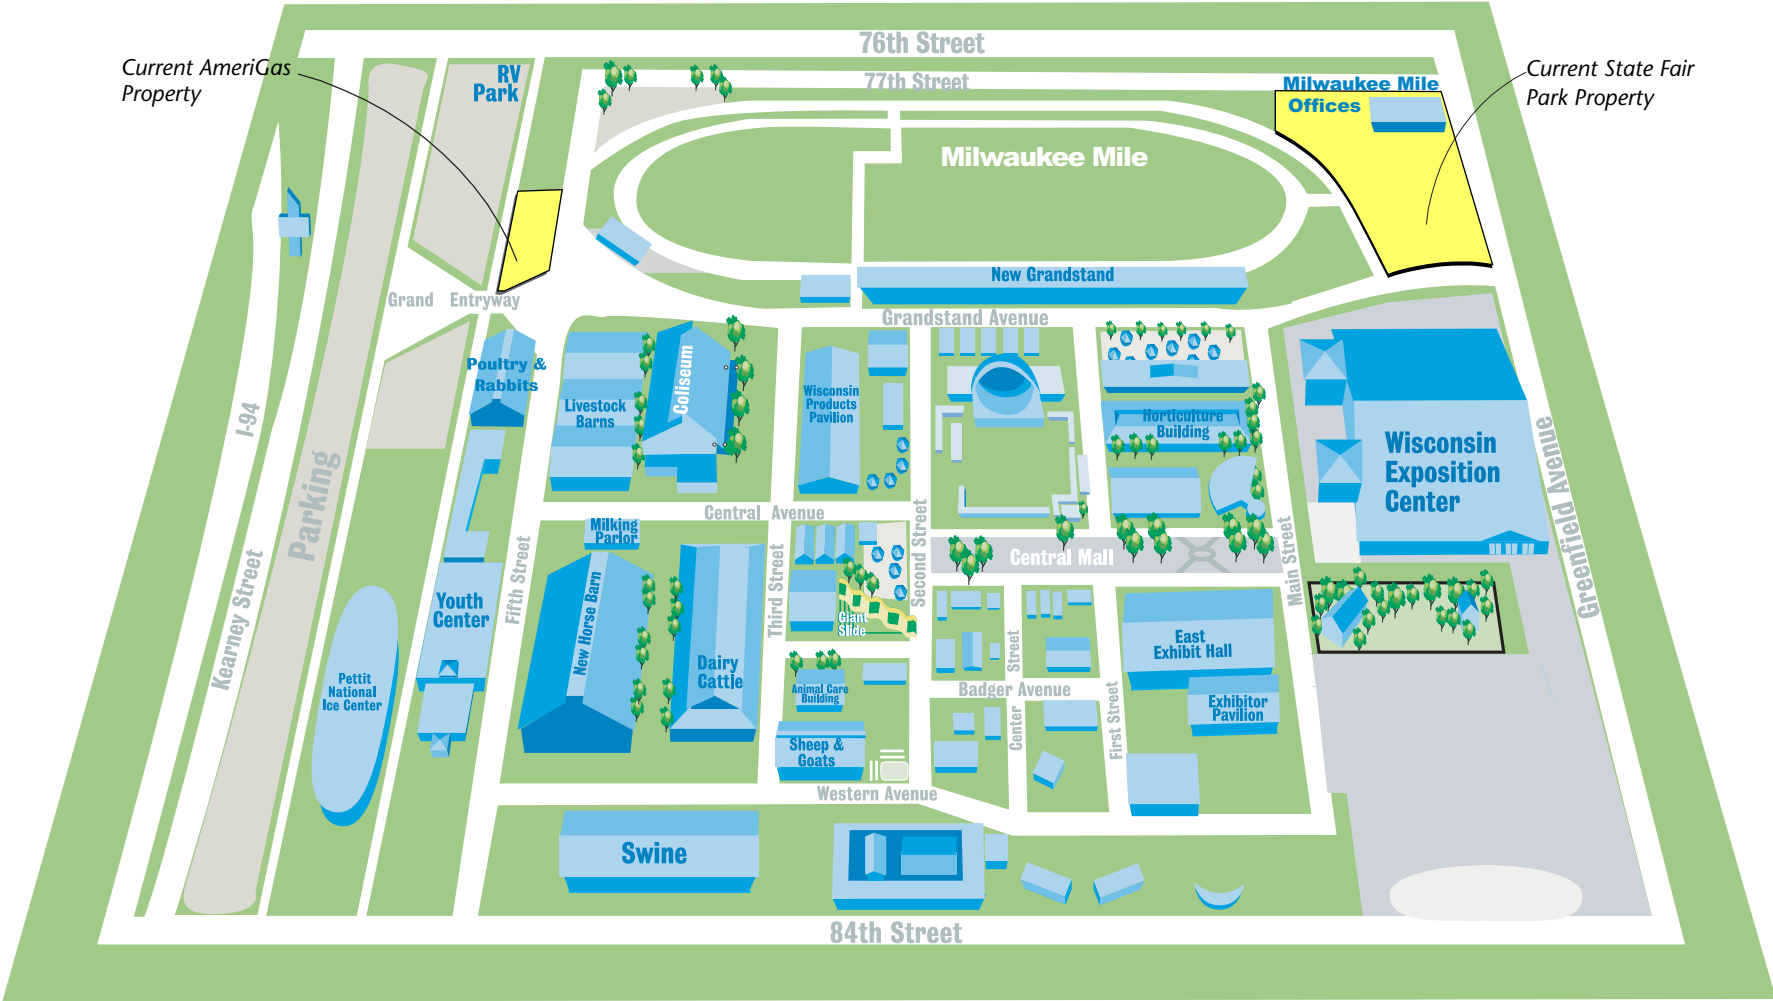 76th Street
77th Street
Current AmeriGas
Property
RV
Park
Milwaukee Mile
Offices
Current State Fair
Park Property
Milwaukee Mile
New Grandstand
Grand Entryway
Grandstand Avenue
Poultry &
Rabbits
Livestock
Barns
Coliseum
Wisconsin
Products
Pavilion
Horticulture
Building
Wisconsin
Exposition
Center
I-94
Parking
Kearney Street
Greenfield Avenue
Central Avenue
Milking
Parlor
Second Street
Central Mall
Main Street
Fifth Street
Third Street
Youth
Center
New Horse Barn
Dairy
Cattle
Giant
Slide
Street
Center
East
Exhibit Hall
Pettit
National
Ice Center
Animal Care
Building
Badger Avenue
First Street
Exhibitor
Pavilion
Sheep &
Goats
Western Avenue
Swine
84th Street